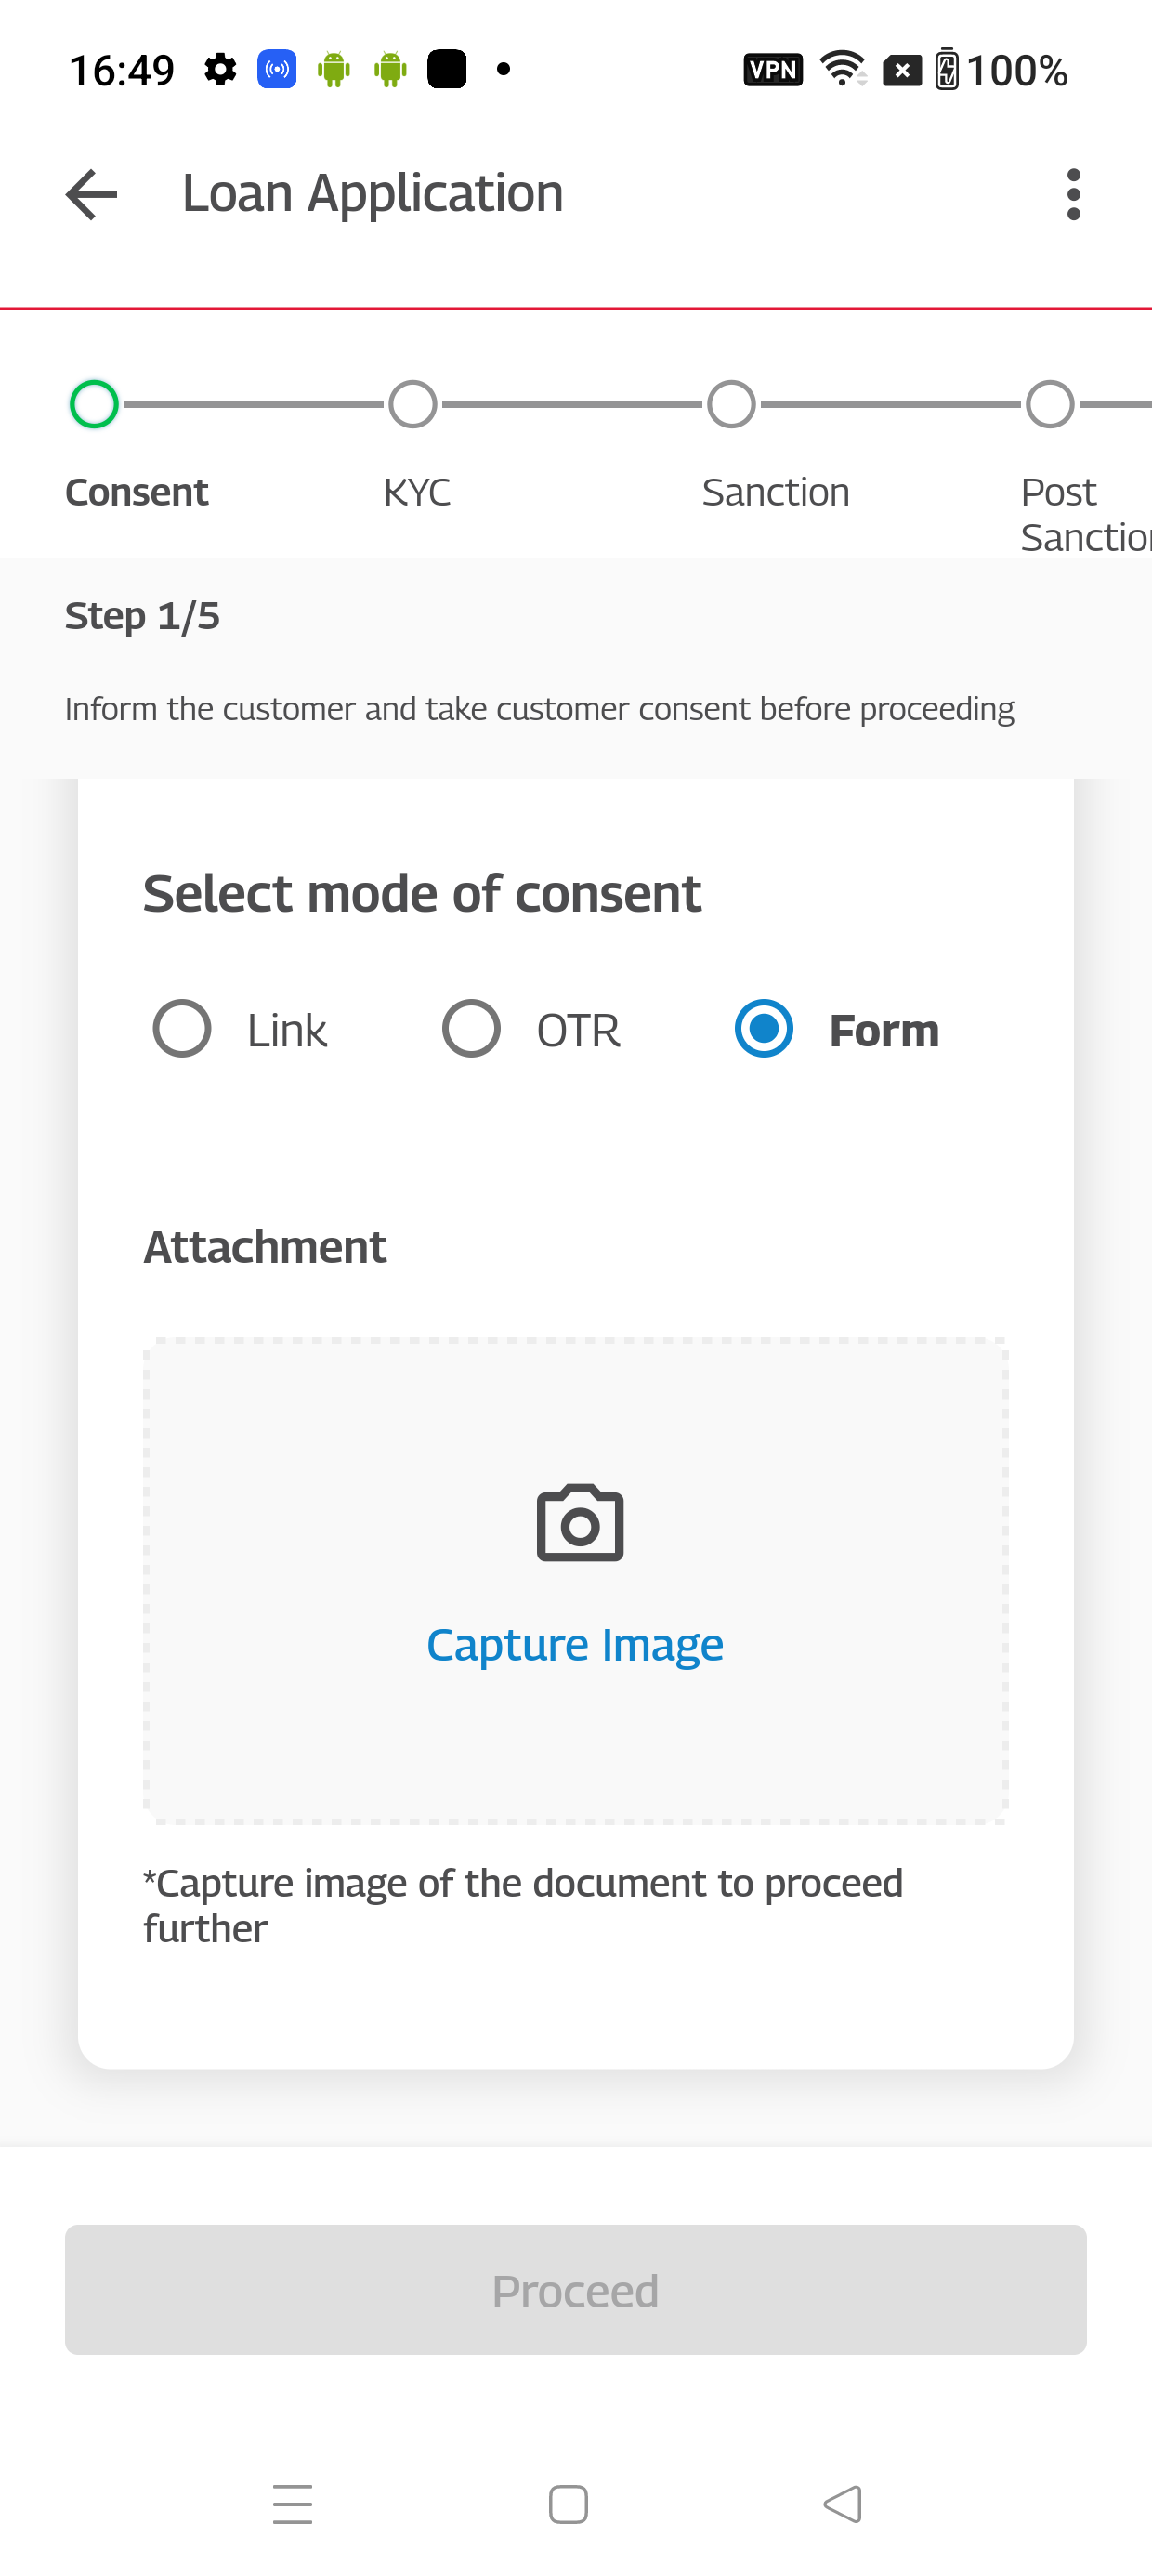 16:49
VPN
100%
Loan Application
Consent
KYC
Sanction
Post
Sanction
Step 1/5
Inform the customer and take customer consent before proceeding
Select mode of consent
Link
OTR
Form
Attachment
Capture Image
*Capture image of the document to proceed
further
Proceed